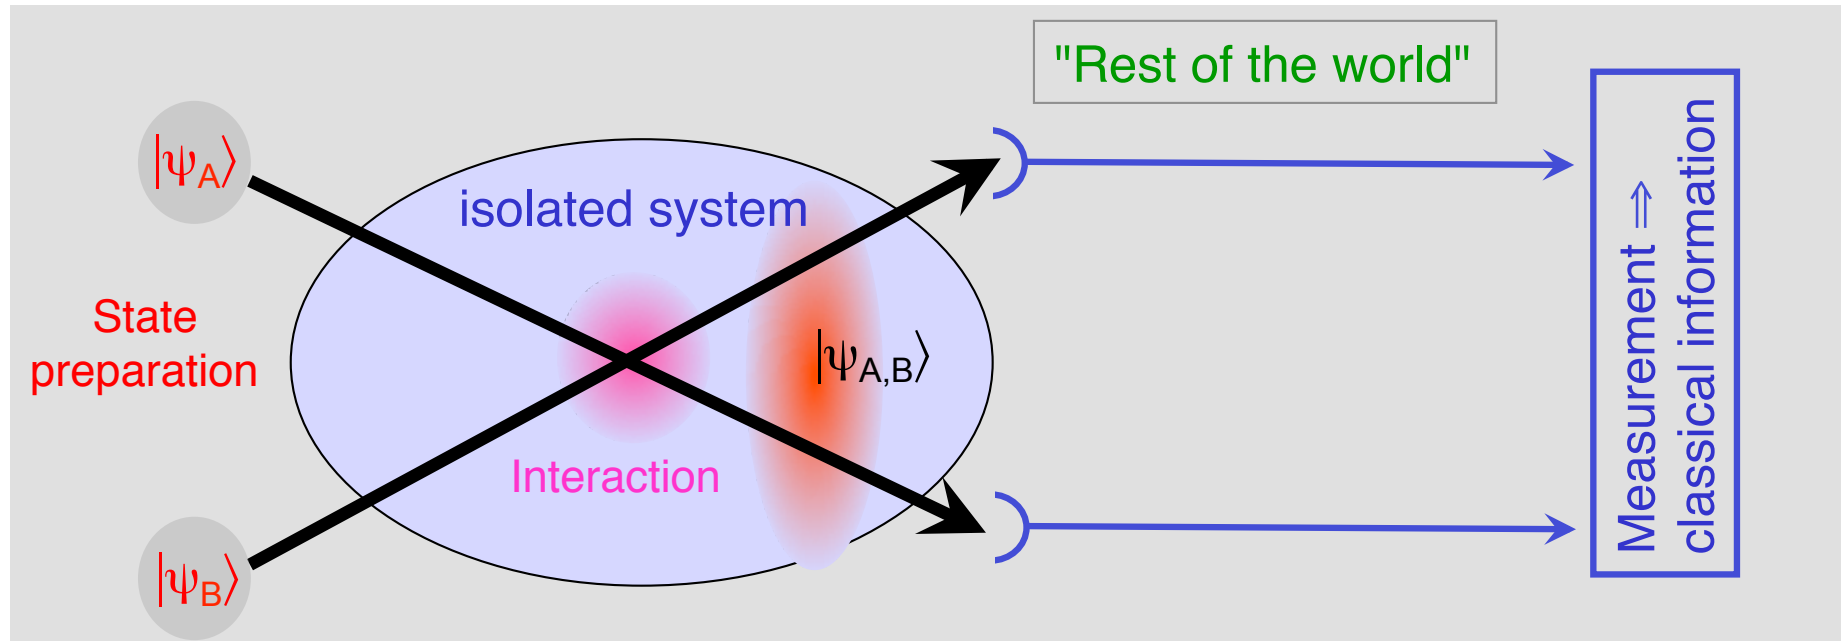 "Rest of the world"
|ψA⟩
isolated system
State
preparation
|ψA,B⟩
Interaction
|ψB⟩
Measurement ⇒
classical information